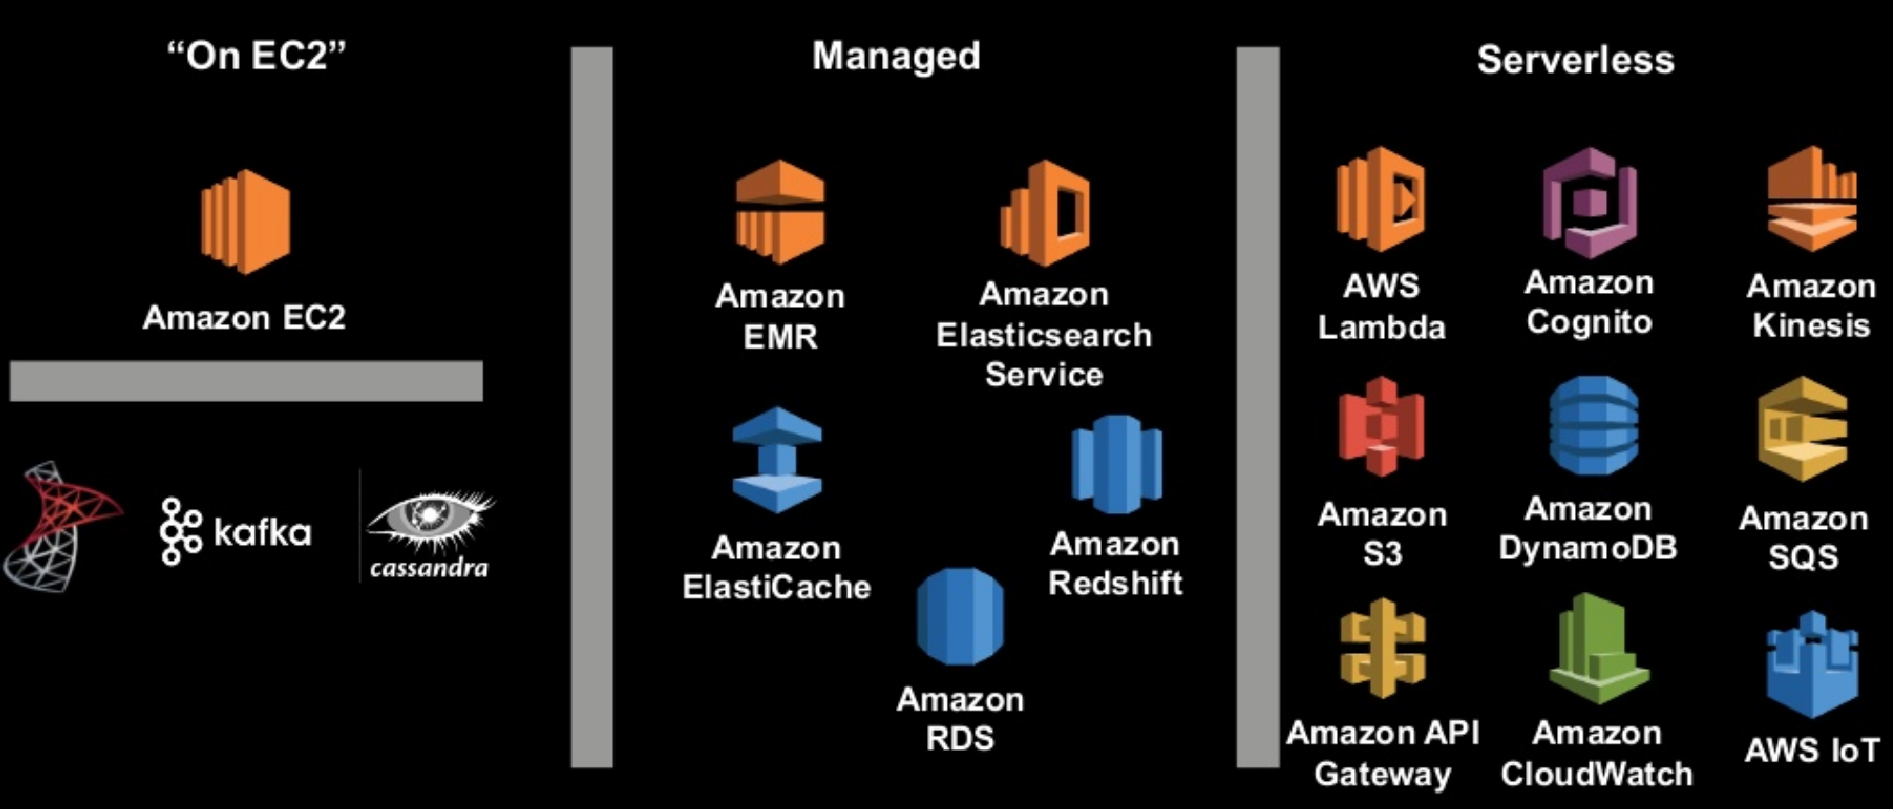 “On EC2”
Amazon EC2
kafka
cassandra
Managed
Amazon
EMR
Amazon
Elasticsearch
Service
Amazon
ElastiCache
Amazon
Redshift
Amazon
RDS
Serverless
AWS
Lambda
Amazon
Cognito
Amazon
Kinesis
Amazon
S3
Amazon
DynamoDB
Amazon
SQS
Amazon API
Gateway
Amazon
CloudWatch
AWS IoT